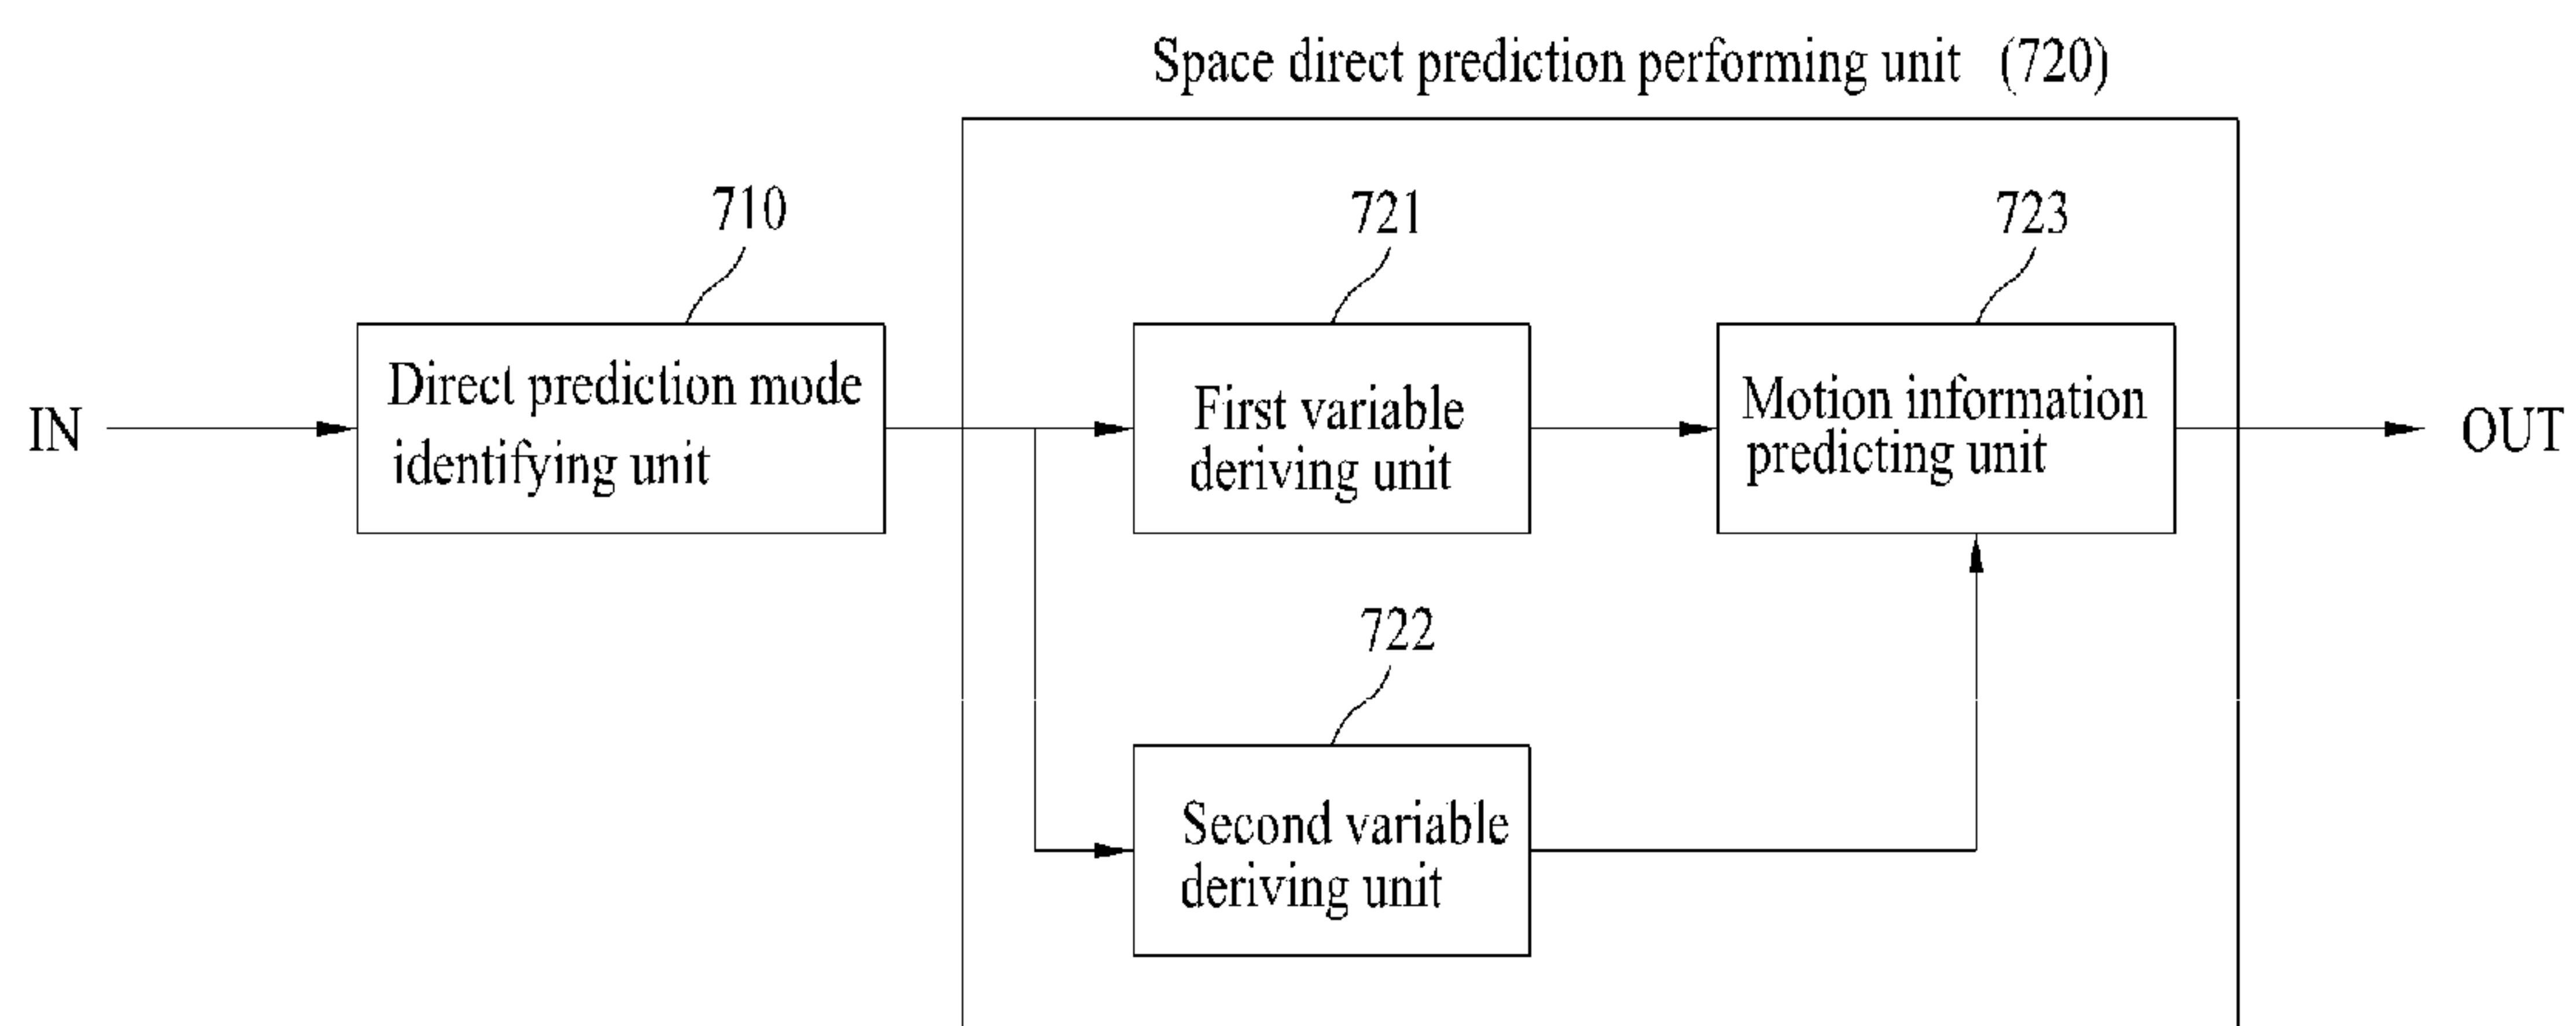 Space direct prediction performing unit (720)
710
721
723
IN
Direct prediction mode
identifying unit
First variable
deriving unit
Motion information
predicting unit
OUT
722
Second variable
deriving unit